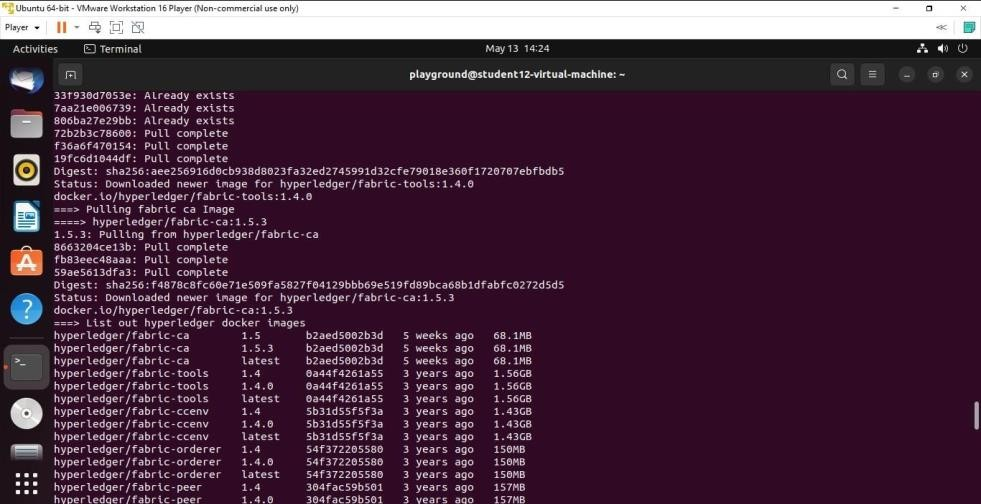 Ubuntu 64-bit - VMware Workstation 16 Player (Non-commercial use only)
Player
Activities Terminal May 13 14:24
playground@student12-virtual-machine: ~
33f930d7053e: Already exists
7aa21e006739: Already exists
806ba27e29bb: Already exists
72b2b3c78600: Pull complete
f36a6f470154: Pull complete
19fc6d1044df: Pull complete
Digest: sha256:aee256916d0cb938d8023fa32ed2745991d32cfe79018e360f1720707ebfbdb5
Status: Downloaded newer image for hyperledger/fabric-tools:1.4.0
docker.io/hyperledger/fabric-tools:1.4.0
===> Pulling fabric ca Image
====> hyperledger/fabric-ca:1.5.3
1.5.3: Pulling from hyperledger/fabric-ca
8663204ce13b: Pull complete
fb83eec48aaa: Pull complete
59ae5613dfa3: Pull complete
Digest: sha256:f4878c8fc60e71e509fa5827f04129bbb69e519fd89bca68b1dfabfc0272d5d5
Status: Downloaded newer image for hyperledger/fabric-ca:1.5.3
docker.io/hyperledger/fabric-ca:1.5.3
===> List out hyperledger docker images
hyperledger/fabric-ca 1.5 b2aed5002b3d 5 weeks ago 68.1MB
hyperledger/fabric-ca 1.5.3 b2aed5002b3d 5 weeks ago 68.1MB
hyperledger/fabric-ca latest b2aed5002b3d 5 weeks ago 68.1MB
hyperledger/fabric-tools 1.4 0a44f4261a55 3 years ago 1.56GB
hyperledger/fabric-tools 1.4.0 0a44f4261a55 3 years ago 1.56GB
hyperledger/fabric-tools latest 0a44f4261a55 3 years ago 1.56GB
hyperledger/fabric-ccenv 1.4 5b31d55f5f3a 3 years ago 1.43GB
hyperledger/fabric-ccenv 1.4.0 5b31d55f5f3a 3 years ago 1.43GB
hyperledger/fabric-ccenv latest 5b31d55f5f3a 3 years ago 1.43GB
hyperledger/fabric-orderer 1.4 54f372205580 3 years ago 150MB
hyperledger/fabric-orderer 1.4.0 54f372205580 3 years ago 150MB
hyperledger/fabric-orderer latest 54f372205580 3 years ago 150MB
hyperledger/fabric-peer 1.4 304fac59b501 3 years ago 157MB
hyperledger/fabric-peer 1.4.0 304fac59b501 3 years ago 157MB